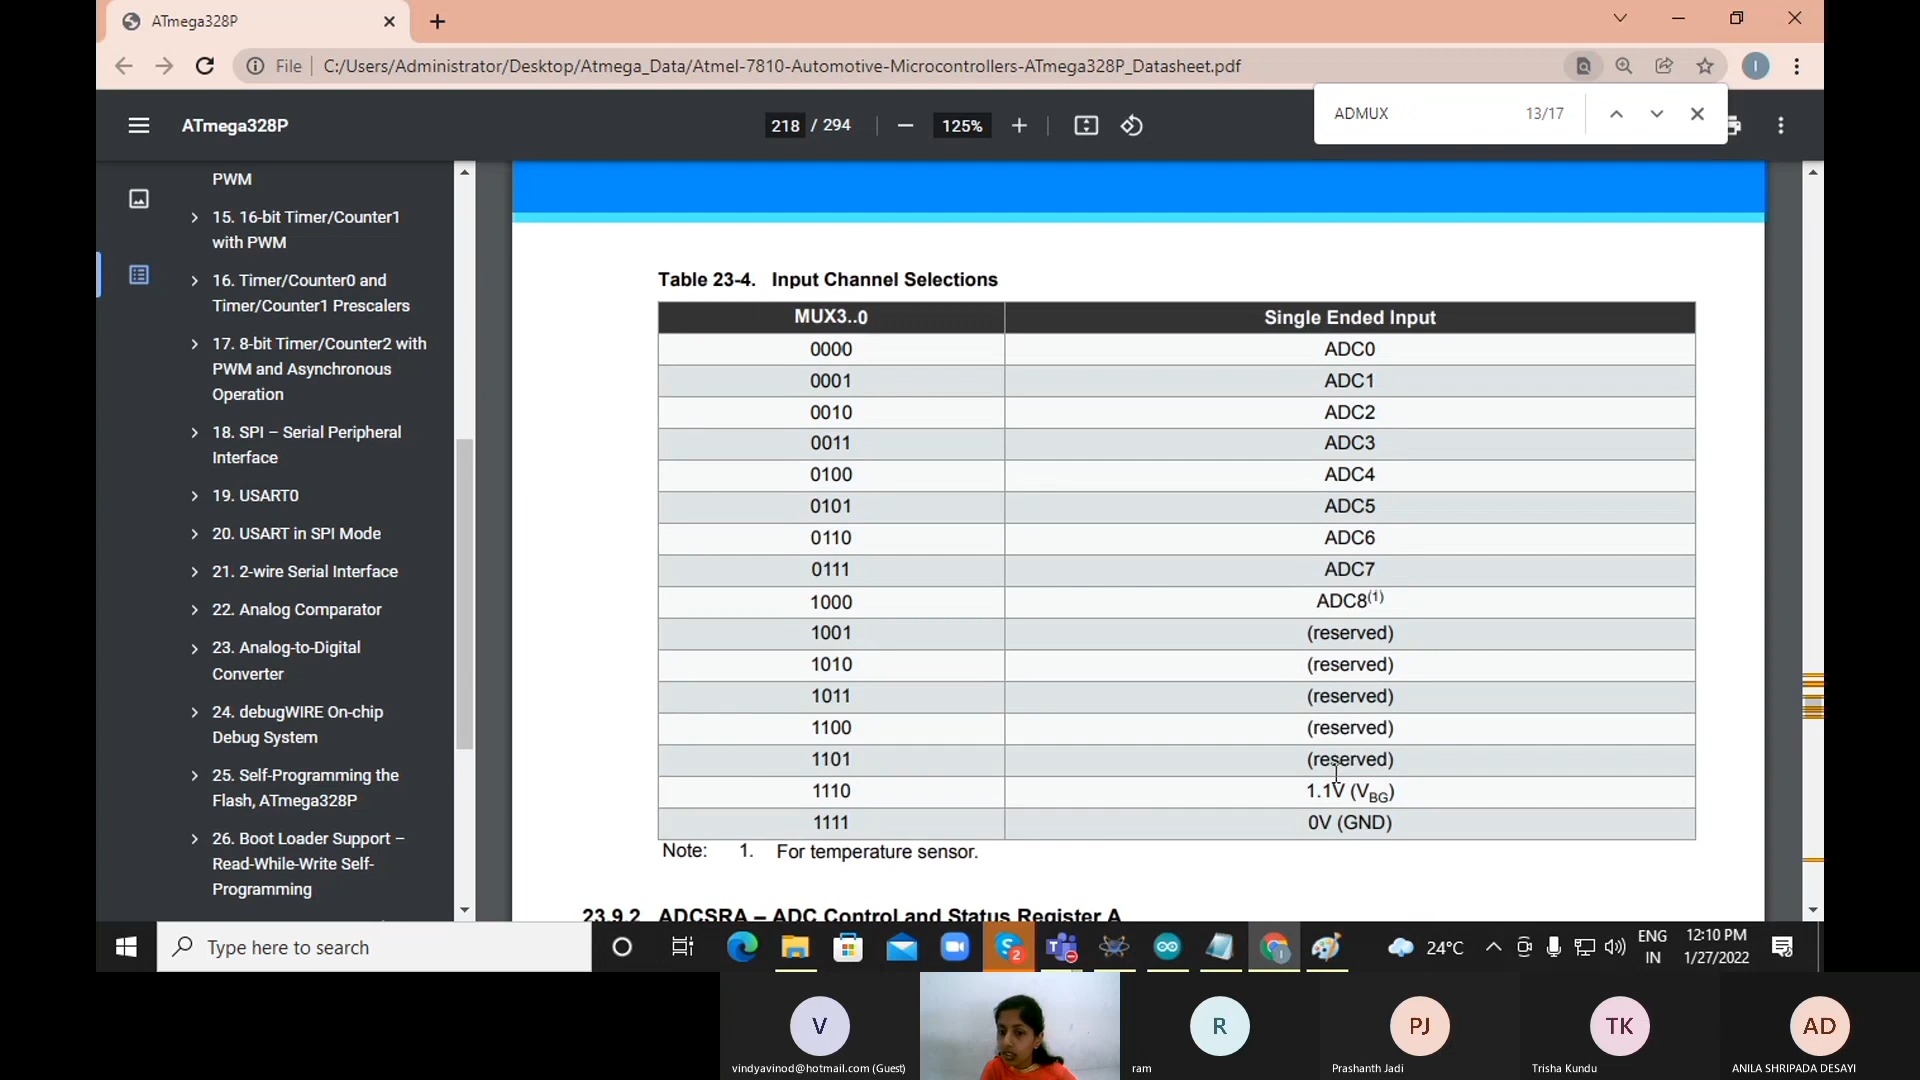 ATmega328P
File
C:/Users/Administrator/Desktop/Atmega_Data/Atmel-7810-Automotive-Microcontrollers-ATmega328P_Datasheet.pdf
I
ATmega328P
218 / 294
125%
ADMUX
13/17
PWM
15. 16-bit Timer/Counter1
with PWM
16. Timer/Counter0 and
Timer/Counter1 Prescalers
17. 8-bit Timer/Counter2 with
PWM and Asynchronous
Operation
18. SPI – Serial Peripheral
Interface
19. USART0
20. USART in SPI Mode
21. 2-wire Serial Interface
22. Analog Comparator
23. Analog-to-Digital
Converter
24. debugWIRE On-chip
Debug System
25. Self-Programming the
Flash, ATmega328P
26. Boot Loader Support –
Read-While-Write Self-
Programming
Table 23-4. Input Channel Selections
MUX3..0 Single Ended Input
0000 ADC0
0001 ADC1
0010 ADC2
0011 ADC3
0100 ADC4
0101 ADC5
0110 ADC6
0111 ADC7
1000 ADC8(1)
1001 (reserved)
1010 (reserved)
1011 (reserved)
1100 (reserved)
1101 (reserved)
1110 1.1V (VBG)
1111 0V (GND)
Note: 1. For temperature sensor.
23.9.2 ADCSRA – ADC Control and Status Register A
Type here to search
2
24°C
ENG
IN
12:10 PM
1/27/2022
V
vindyavinod@hotmail.com (Guest)
R
ram
PJ
Prashanth Jadi
TK
Trisha Kundu
AD
ANILA SHRIPADA DESAYI